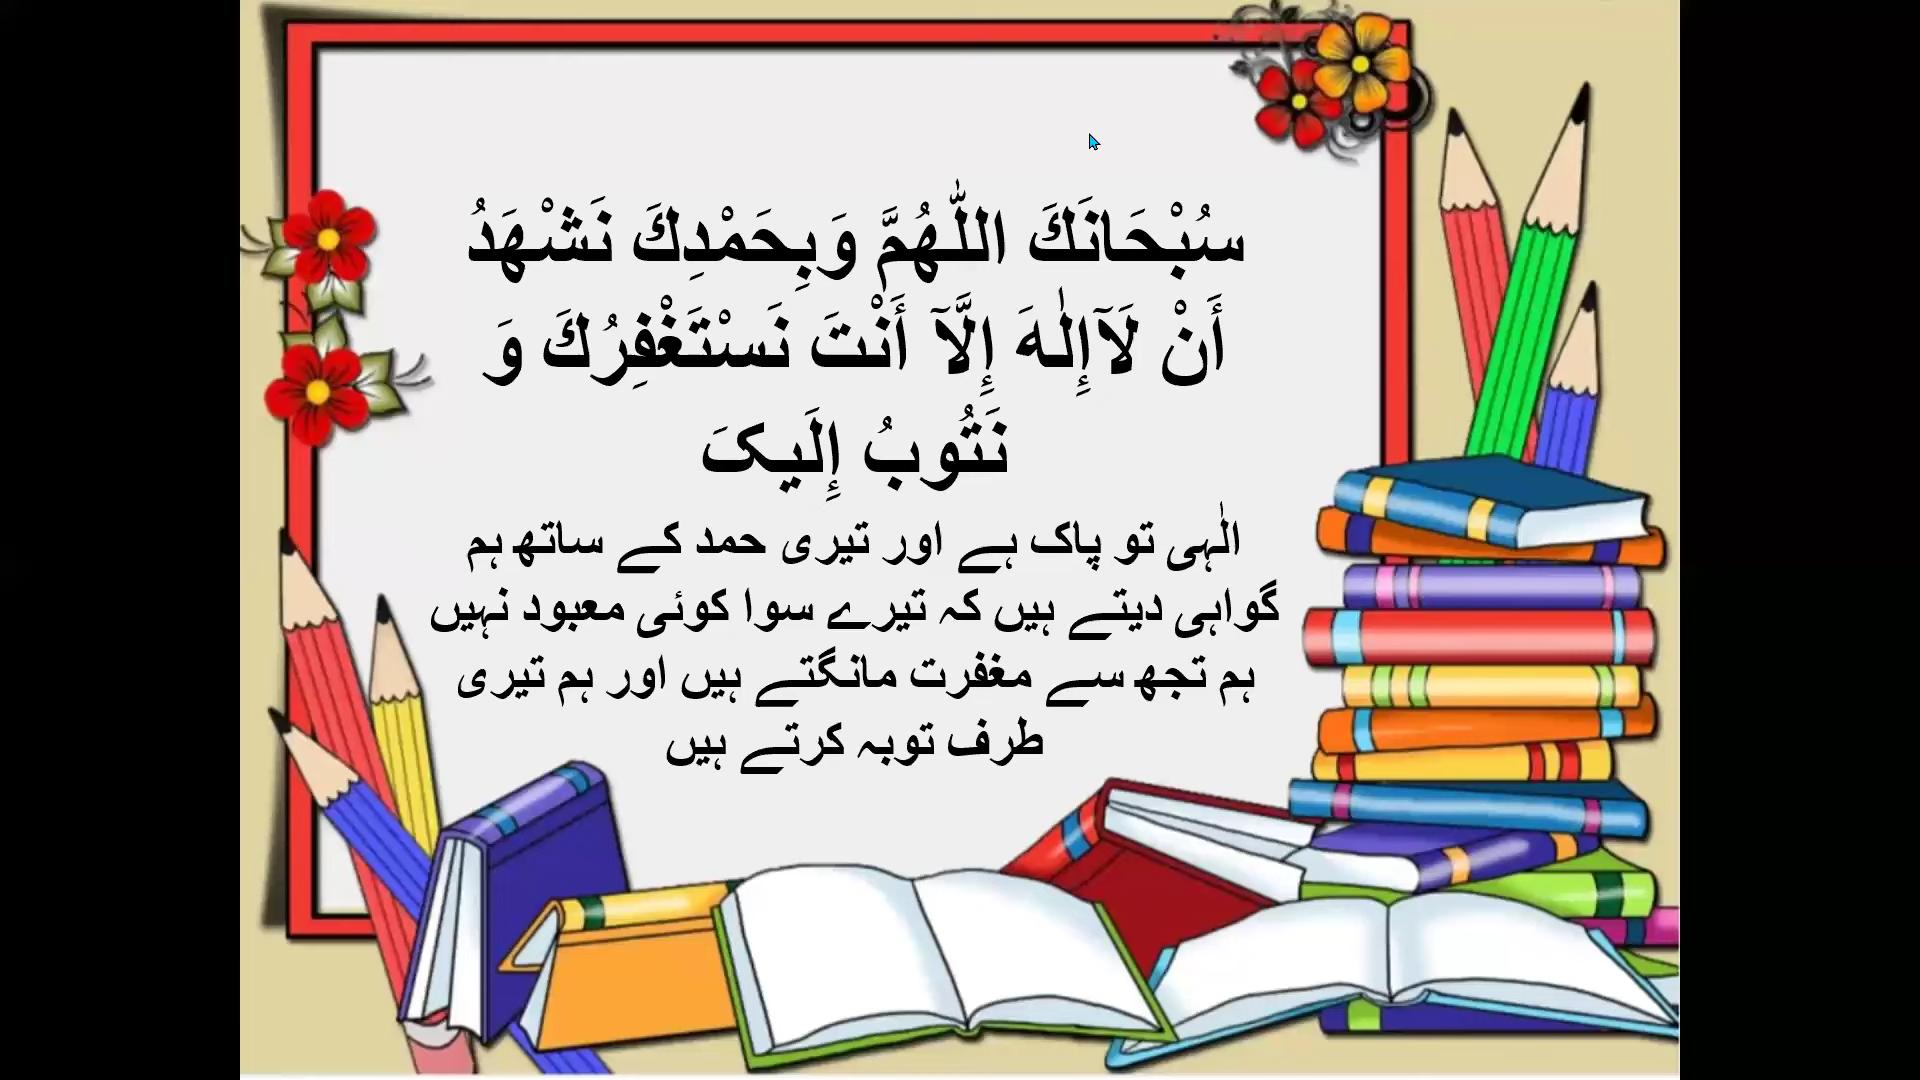 سُبْحَانَكَ اللّٰهُمَّ وَبِحَمْدِكَ نَشْهَدُ
أَنْ لَآإِلٰهَ إِلَّآ أَنْتَ نَسْتَغْفِرُكَ وَ
نَتُوبُ إِلَیکَ
الٰہی تو پاک ہے اور تیری حمد کے ساتھ ہم
گواہی دیتے ہیں کہ تیرے سوا کوئی معبود نہیں
ہم تجھ سے مغفرت مانگتے ہیں اور ہم تیری
طرف توبہ کرتے ہیں